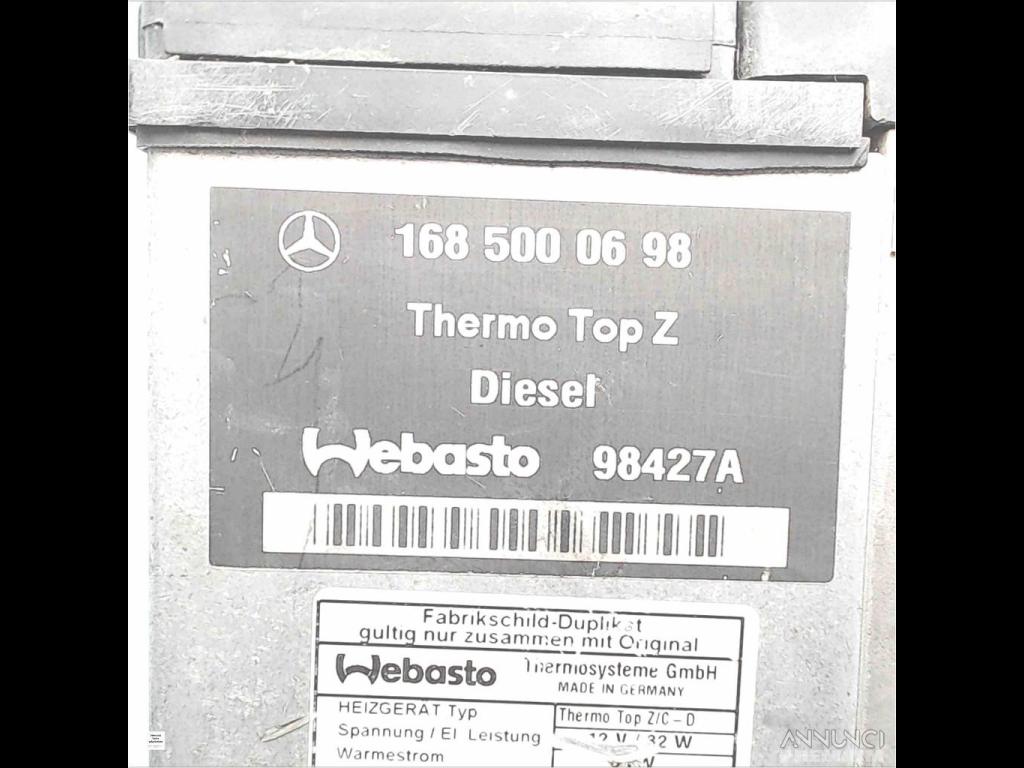 168 500 06 98
Thermo Top Z
Diesel
Webasto 98427A
Fabrikschild-Duplikat
gultig nur zusammen mit Original
Webasto Thermosysteme GmbH
MADE IN GERMANY
HEIZGERÄT Typ Thermo Top Z/C - D
Spannung / El Leistung 12 V / 32 W
Warmestrom
ANNUNCI